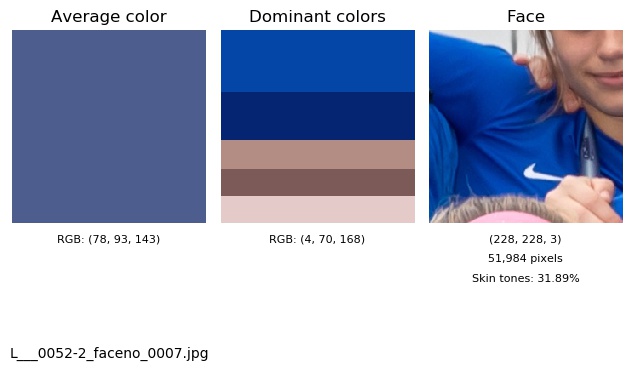 Average color
Dominant colors
Face
RGB: (78, 93, 143)
RGB: (4, 70, 168)
(228, 228, 3)
51,984 pixels
Skin tones: 31.89%
L___0052-2_faceno_0007.jpg